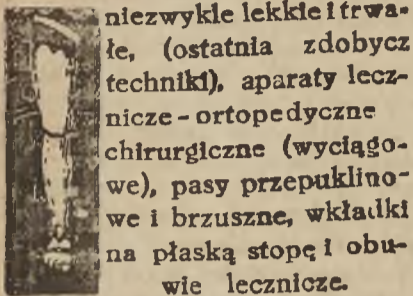 niezwykle lekkie i trwa-
łe, (ostatnia zdobycz
techniki), aparaty lecz-
nicze - ortopedyczne
chirurgiczne (wyciągo-
we), pasy przepuklino-
we i brzuszne, wkładki
na płaską stopę i obu-
wie lecznicze.